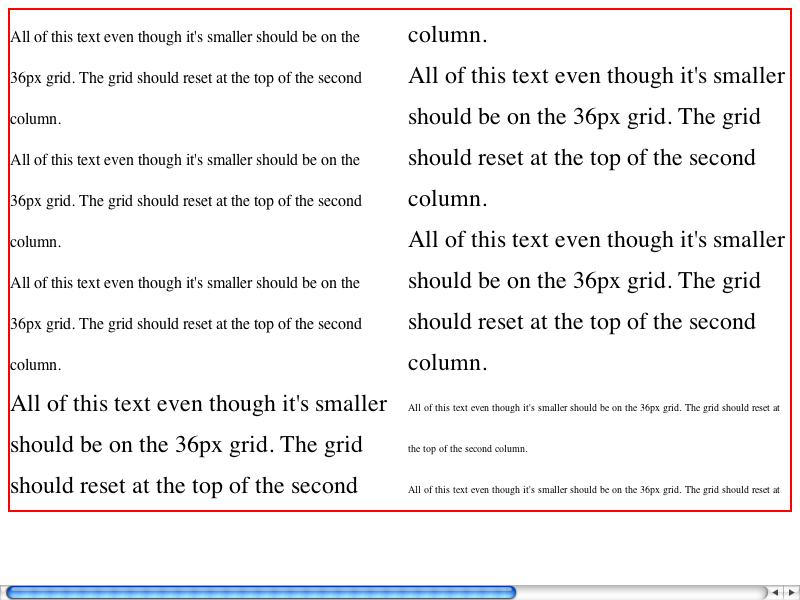 All of this text even though it's smaller should be on the
36px grid. The grid should reset at the top of the second
column.
All of this text even though it's smaller should be on the
36px grid. The grid should reset at the top of the second
column.
All of this text even though it's smaller should be on the
36px grid. The grid should reset at the top of the second
column.
All of this text even though it's smaller
should be on the 36px grid. The grid
should reset at the top of the second
column.
All of this text even though it's smaller
should be on the 36px grid. The grid
should reset at the top of the second
column.
All of this text even though it's smaller
should be on the 36px grid. The grid
should reset at the top of the second
column.
All of this text even though it's smaller should be on the 36px grid. The grid should reset at
the top of the second column.
All of this text even though it's smaller should be on the 36px grid. The grid should reset at